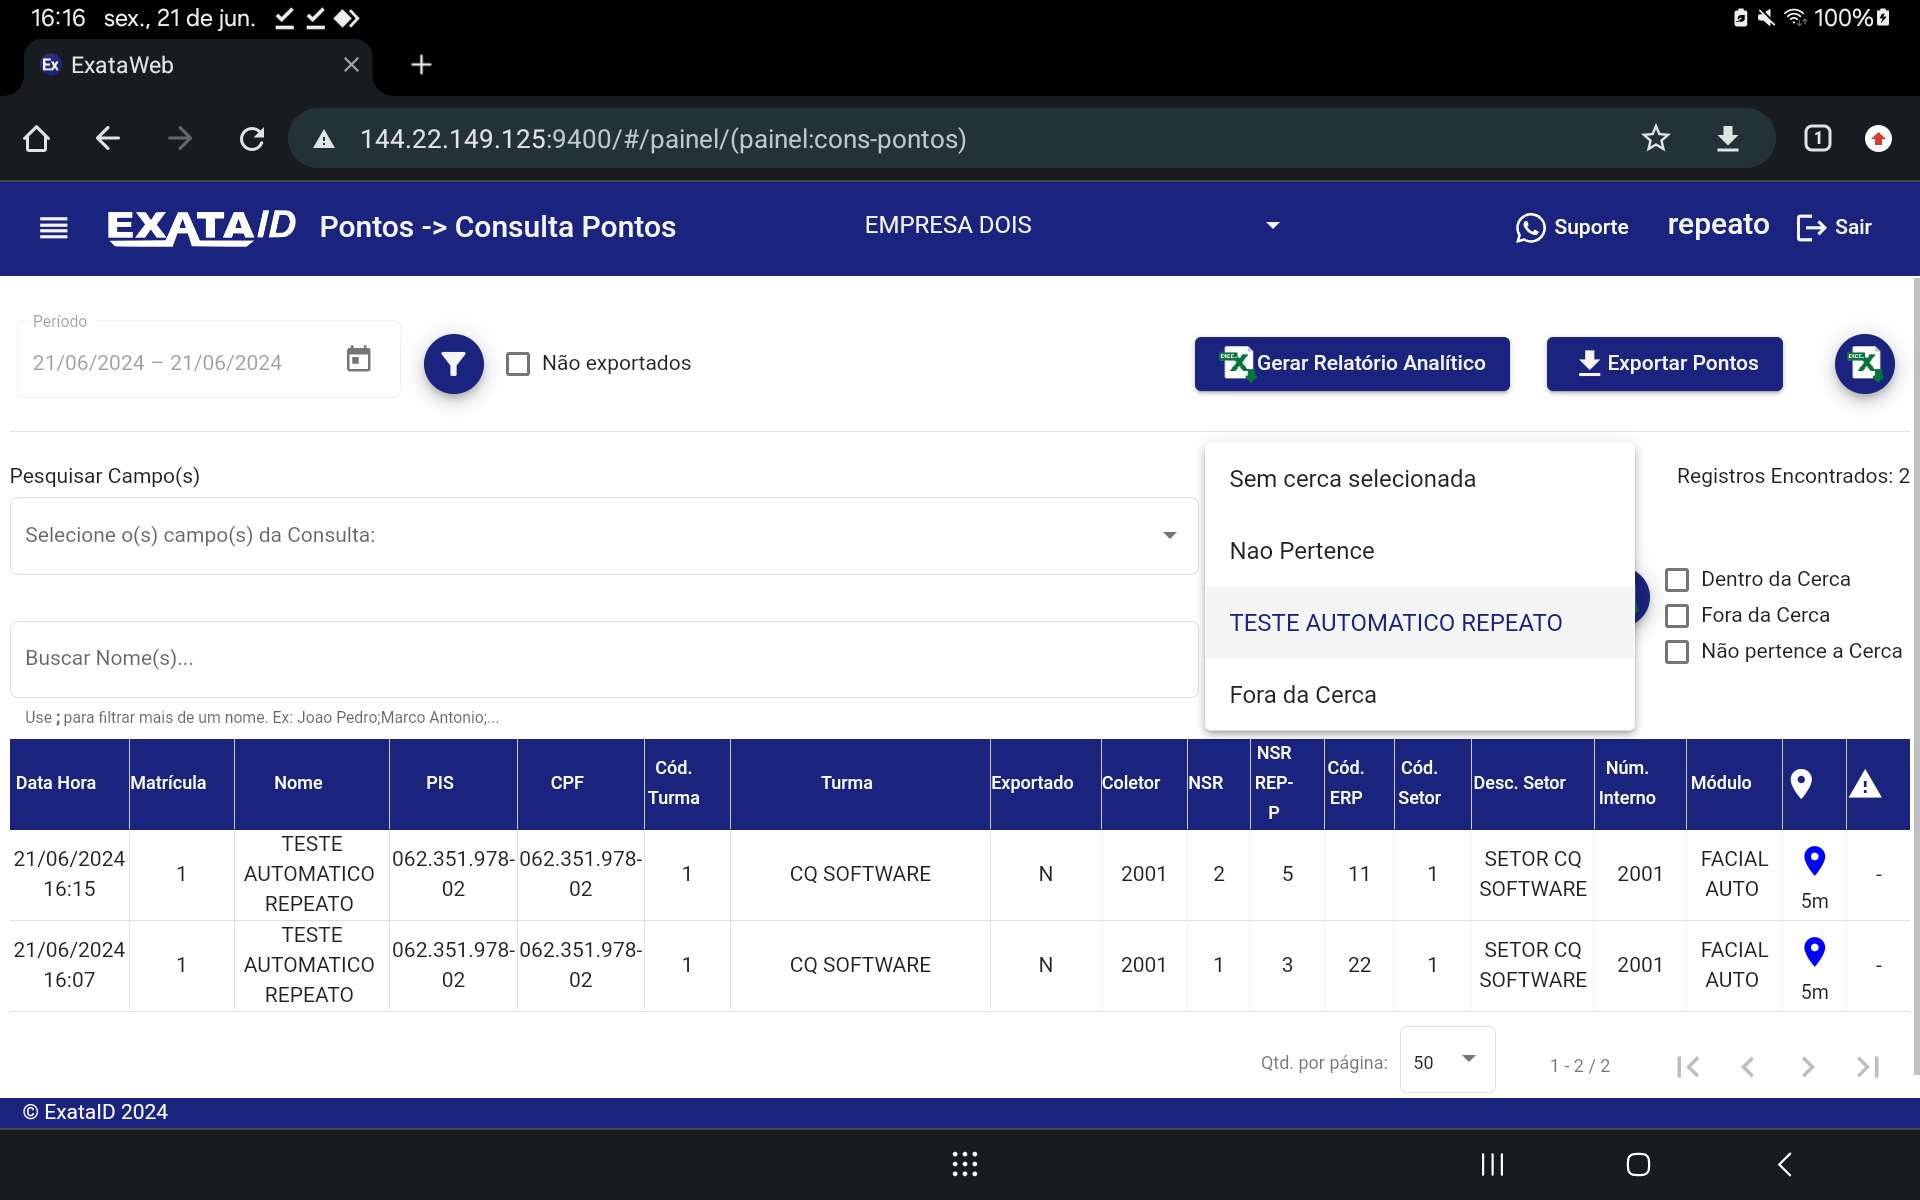 16:16 sex., 21 de jun. 100%
Ex ExataWeb
144.22.149.125:9400/#/painel/(painel:cons-pontos) 1
EXATAID Pontos -> Consulta Pontos EMPRESA DOIS Suporte repeato Sair
Período
21/06/2024 – 21/06/2024 Não exportados Gerar Relatório Analítico Exportar Pontos
Pesquisar Campo(s) Registros Encontrados: 2
Selecione o(s) campo(s) da Consulta:
Sem cerca selecionada
Nao Pertence
TESTE AUTOMATICO REPEATO
Fora da Cerca
Dentro da Cerca
Fora da Cerca
Não pertence a Cerca
Buscar Nome(s)...
Use ; para filtrar mais de um nome. Ex: Joao Pedro;Marco Antonio;...
Data Hora Matrícula Nome PIS CPF Cód. Turma Turma Exportado Coletor NSR NSR REP-P Cód. ERP Cód. Setor Desc. Setor Núm. Interno Módulo
21/06/2024 16:15 1 TESTE AUTOMATICO REPEATO 062.351.978-02 062.351.978-02 1 CQ SOFTWARE N 2001 2 5 11 1 SETOR CQ SOFTWARE 2001 FACIAL AUTO 5m -
21/06/2024 16:07 1 TESTE AUTOMATICO REPEATO 062.351.978-02 062.351.978-02 1 CQ SOFTWARE N 2001 1 3 22 1 SETOR CQ SOFTWARE 2001 FACIAL AUTO 5m -
Qtd. por página: 50 1 - 2 / 2
© ExataID 2024